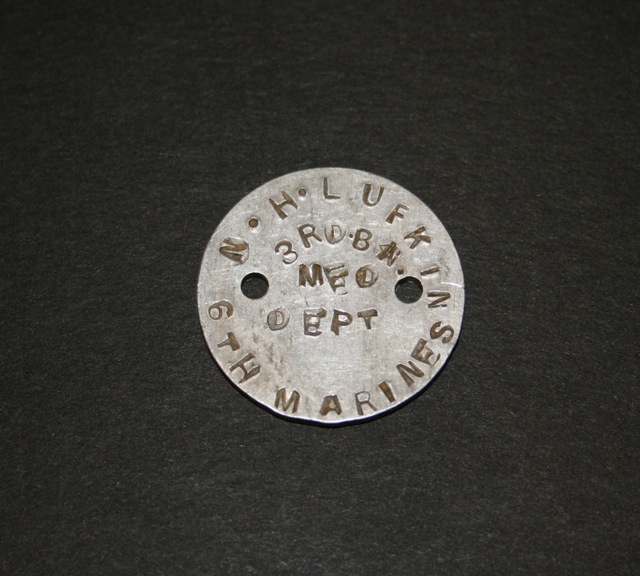 N. H. LUFKIN
3RD. BN.
MED
DEPT
6TH MARINES